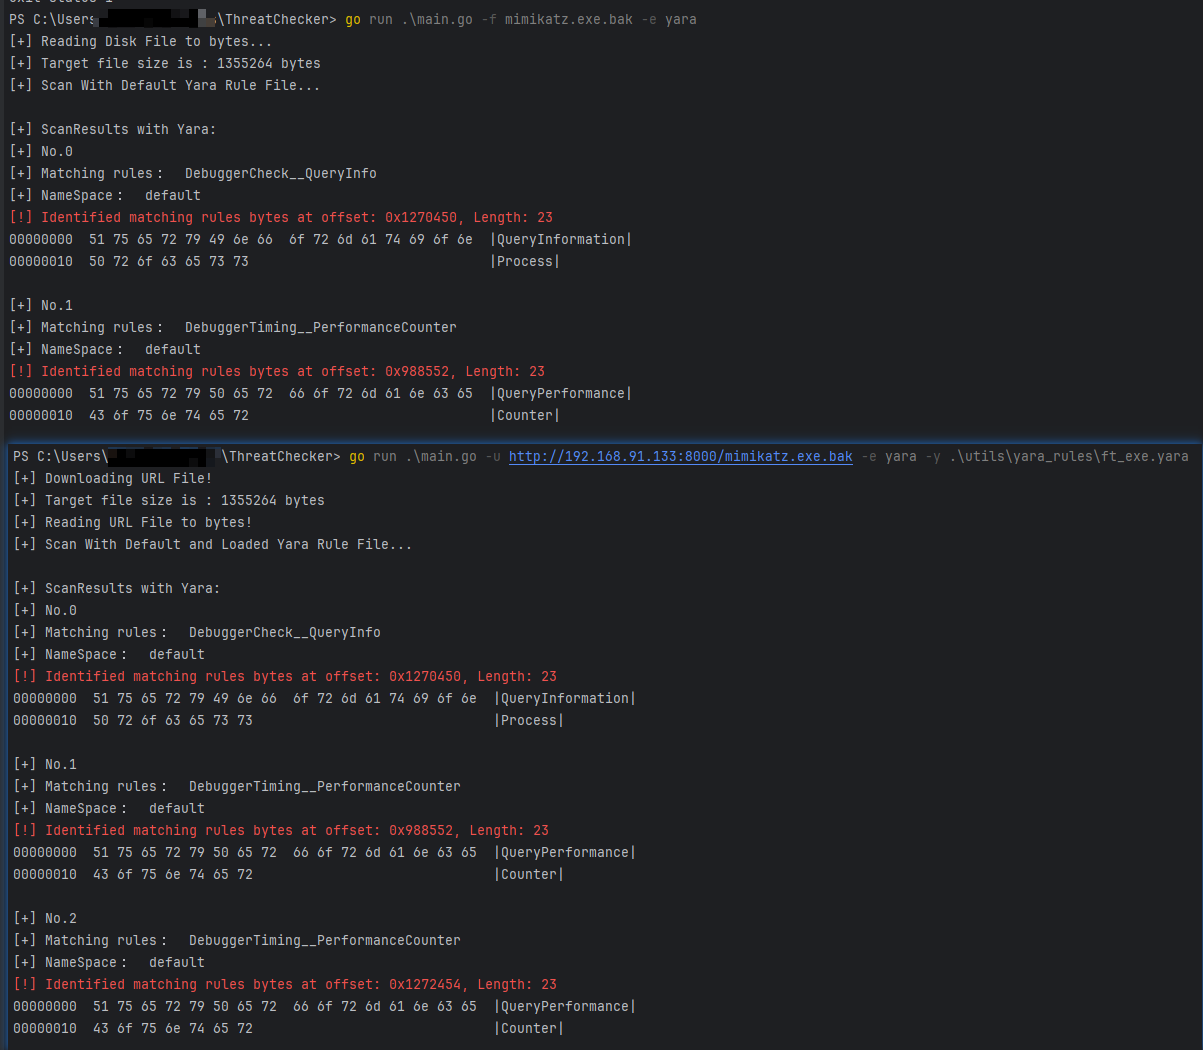 PS C:\Users \ThreatChecker> go run .\main.go -f mimikatz.exe.bak -e yara
[+] Reading Disk File to bytes...
[+] Target file size is : 1355264 bytes
[+] Scan With Default Yara Rule File...
[+] ScanResults with Yara:
[+] No.0
[+] Matching rules： DebuggerCheck__QueryInfo
[+] NameSpace： default
[!] Identified matching rules bytes at offset: 0x1270450, Length: 23
00000000  51 75 65 72 79 49 6e 66  6f 72 6d 61 74 69 6f 6e  |QueryInformation|
00000010  50 72 6f 63 65 73 73                              |Process|
[+] No.1
[+] Matching rules： DebuggerTiming__PerformanceCounter
[+] NameSpace： default
[!] Identified matching rules bytes at offset: 0x988552, Length: 23
00000000  51 75 65 72 79 50 65 72  66 6f 72 6d 61 6e 63 65  |QueryPerformance|
00000010  43 6f 75 6e 74 65 72                              |Counter|
PS C:\Users\ \ThreatChecker> go run .\main.go -u http://192.168.91.133:8000/mimikatz.exe.bak -e yara -y .\utils\yara_rules\ft_exe.yara
[+] Downloading URL File!
[+] Target file size is : 1355264 bytes
[+] Reading URL File to bytes!
[+] Scan With Default and Loaded Yara Rule File...
[+] ScanResults with Yara:
[+] No.0
[+] Matching rules： DebuggerCheck__QueryInfo
[+] NameSpace： default
[!] Identified matching rules bytes at offset: 0x1270450, Length: 23
00000000  51 75 65 72 79 49 6e 66  6f 72 6d 61 74 69 6f 6e  |QueryInformation|
00000010  50 72 6f 63 65 73 73                              |Process|
[+] No.1
[+] Matching rules： DebuggerTiming__PerformanceCounter
[+] NameSpace： default
[!] Identified matching rules bytes at offset: 0x988552, Length: 23
00000000  51 75 65 72 79 50 65 72  66 6f 72 6d 61 6e 63 65  |QueryPerformance|
00000010  43 6f 75 6e 74 65 72                              |Counter|
[+] No.2
[+] Matching rules： DebuggerTiming__PerformanceCounter
[+] NameSpace： default
[!] Identified matching rules bytes at offset: 0x1272454, Length: 23
00000000  51 75 65 72 79 50 65 72  66 6f 72 6d 61 6e 63 65  |QueryPerformance|
00000010  43 6f 75 6e 74 65 72                              |Counter|